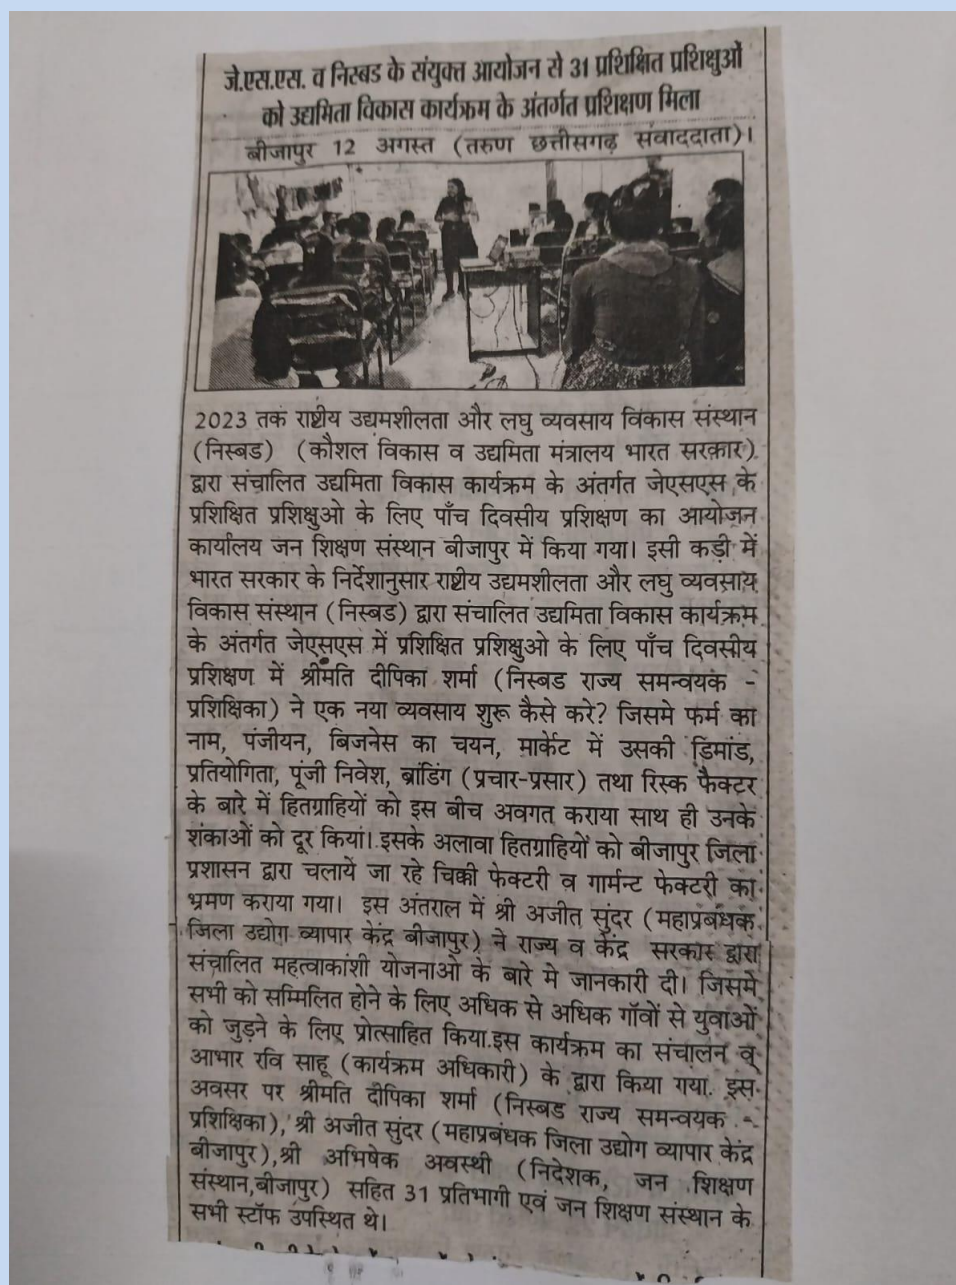 जे.एस.एस. व निस्बड के संयुक्त आयोजन से 31 प्रशिक्षित प्रशिक्षुओं
को उद्यमिता विकास कार्यक्रम के अंतर्गत प्रशिक्षण मिला
बीजापुर 12 अगस्त (तरुण छत्तीसगढ़ संवाददाता)।
2023 तक राष्ट्रीय उद्यमशीलता और लघु व्यवसाय विकास संस्थान
(निस्बड) (कौशल विकास व उद्यमिता मंत्रालय भारत सरकार)
द्वारा संचालित उद्यमिता विकास कार्यक्रम के अंतर्गत जेएसएस के
प्रशिक्षित प्रशिक्षुओ के लिए पाँच दिवसीय प्रशिक्षण का आयोजन
कार्यालय जन शिक्षण संस्थान बीजापुर में किया गया। इसी कड़ी में
भारत सरकार के निर्देशानुसार राष्ट्रीय उद्यमशीलता और लघु व्यवसाय
विकास संस्थान (निस्बड) द्वारा संचालित उद्यमिता विकास कार्यक्रम
के अंतर्गत जेएसएस में प्रशिक्षित प्रशिक्षुओ के लिए पाँच दिवसीय
प्रशिक्षण में श्रीमति दीपिका शर्मा (निस्बड राज्य समन्वयक -
प्रशिक्षिका) ने एक नया व्यवसाय शुरू कैसे करे? जिसमे फर्म का
नाम, पंजीयन, बिजनेस का चयन, मार्केट में उसकी डिमांड,
प्रतियोगिता, पूंजी निवेश, ब्रांडिंग (प्रचार-प्रसार) तथा रिस्क फैक्टर
के बारे में हितग्राहियों को इस बीच अवगत कराया साथ ही उनके
शंकाओं को दूर किया। इसके अलावा हितग्राहियों को बीजापुर जिला
प्रशासन द्वारा चलायें जा रहे चिक्की फेक्टरी व गार्मन्ट फेक्टरी का
भ्रमण कराया गया। इस अंतराल में श्री अजीत सुंदर (महाप्रबंधक
जिला उद्योग व्यापार केंद्र बीजापुर) ने राज्य व केंद्र सरकार द्वारा
संचालित महत्वाकांशी योजनाओ के बारे मे जानकारी दी। जिसमे
सभी को सम्मिलित होने के लिए अधिक से अधिक गॉवों से युवाओं
को जुड़ने के लिए प्रोत्साहित किया.इस कार्यक्रम का संचालन व
आभार रवि साहू (कार्यक्रम अधिकारी) के द्वारा किया गया. इस
अवसर पर श्रीमति दीपिका शर्मा (निस्बड राज्य समन्वयक -
प्रशिक्षिका), श्री अजीत सुंदर (महाप्रबंधक जिला उद्योग व्यापार केंद्र
बीजापुर),श्री अभिषेक अवस्थी (निदेशक, जन शिक्षण
संस्थान,बीजापुर) सहित 31 प्रतिभागी एवं जन शिक्षण संस्थान के
सभी स्टॉफ उपस्थित थे।